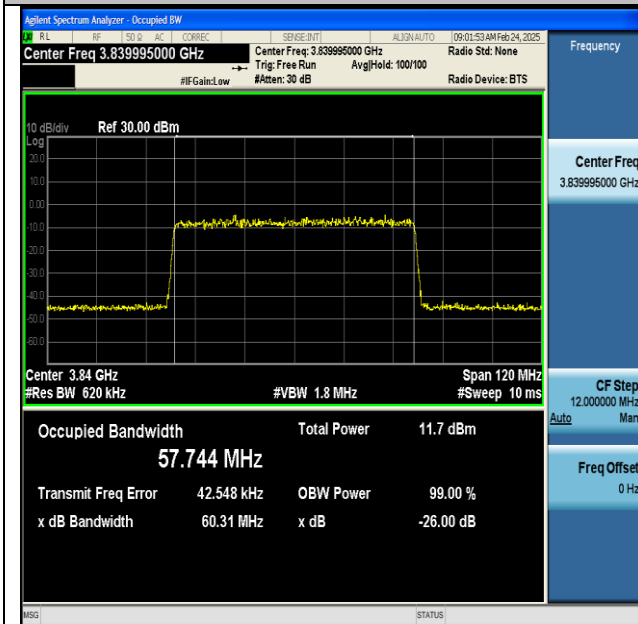 Agilent Spectrum Analyzer - Occupied BW
RL RF 50 Ω AC CORREC SENSE:INT ALIGN AUTO 09:01:53 AM Feb 24, 2025
Center Freq 3.839995000 GHz
Center Freq: 3.839995000 GHz
Radio Std: None
Trig: Free Run Avg|Hold: 100/100
#IFGain:Low #Atten: 30 dB Radio Device: BTS
10 dB/div Ref 30.00 dBm
Log
20.0
10.0
0.00
-10.0
-20.0
-30.0
-40.0
-50.0
-60.0
Center 3.84 GHz Span 120 MHz
#Res BW 620 kHz #VBW 1.8 MHz #Sweep 10 ms
Occupied Bandwidth Total Power 11.7 dBm
57.744 MHz
Transmit Freq Error 42.548 kHz OBW Power 99.00 %
x dB Bandwidth 60.31 MHz x dB -26.00 dB
MSG STATUS
Frequency
Center Freq
3.839995000 GHz
CF Step
12.000000 MHz
Auto Man
Freq Offset
0 Hz